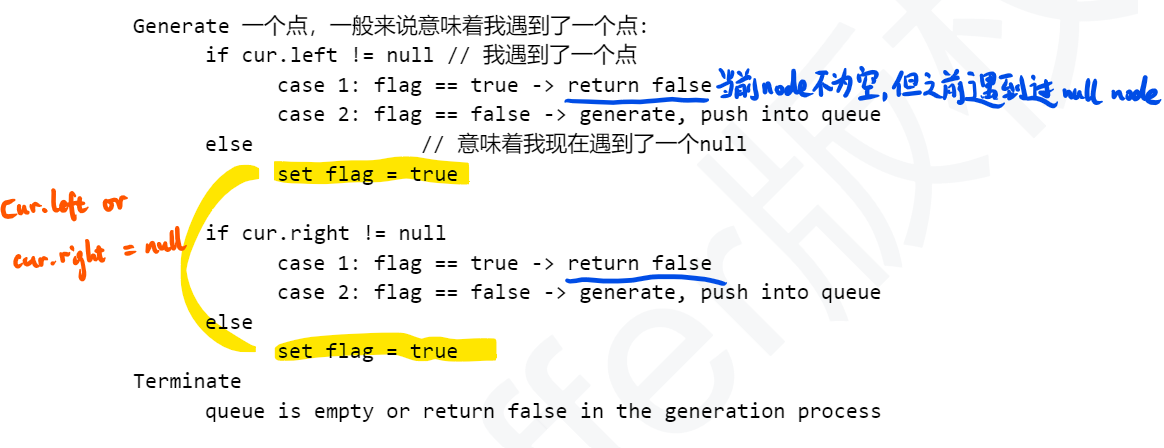 Generate 一个点，一般来说意味着我遇到了一个点：
if cur.left != null // 我遇到了一个点
case 1: flag == true -> return false 当前node不为空，但之前遇到过 null node
case 2: flag == false -> generate, push into queue
else // 意味着我现在遇到了一个null
set flag = true
Cur.left or
cur.right = null
if cur.right != null
case 1: flag == true -> return false
case 2: flag == false -> generate, push into queue
else
set flag = true
Terminate
queue is empty or return false in the generation process
ffer版权